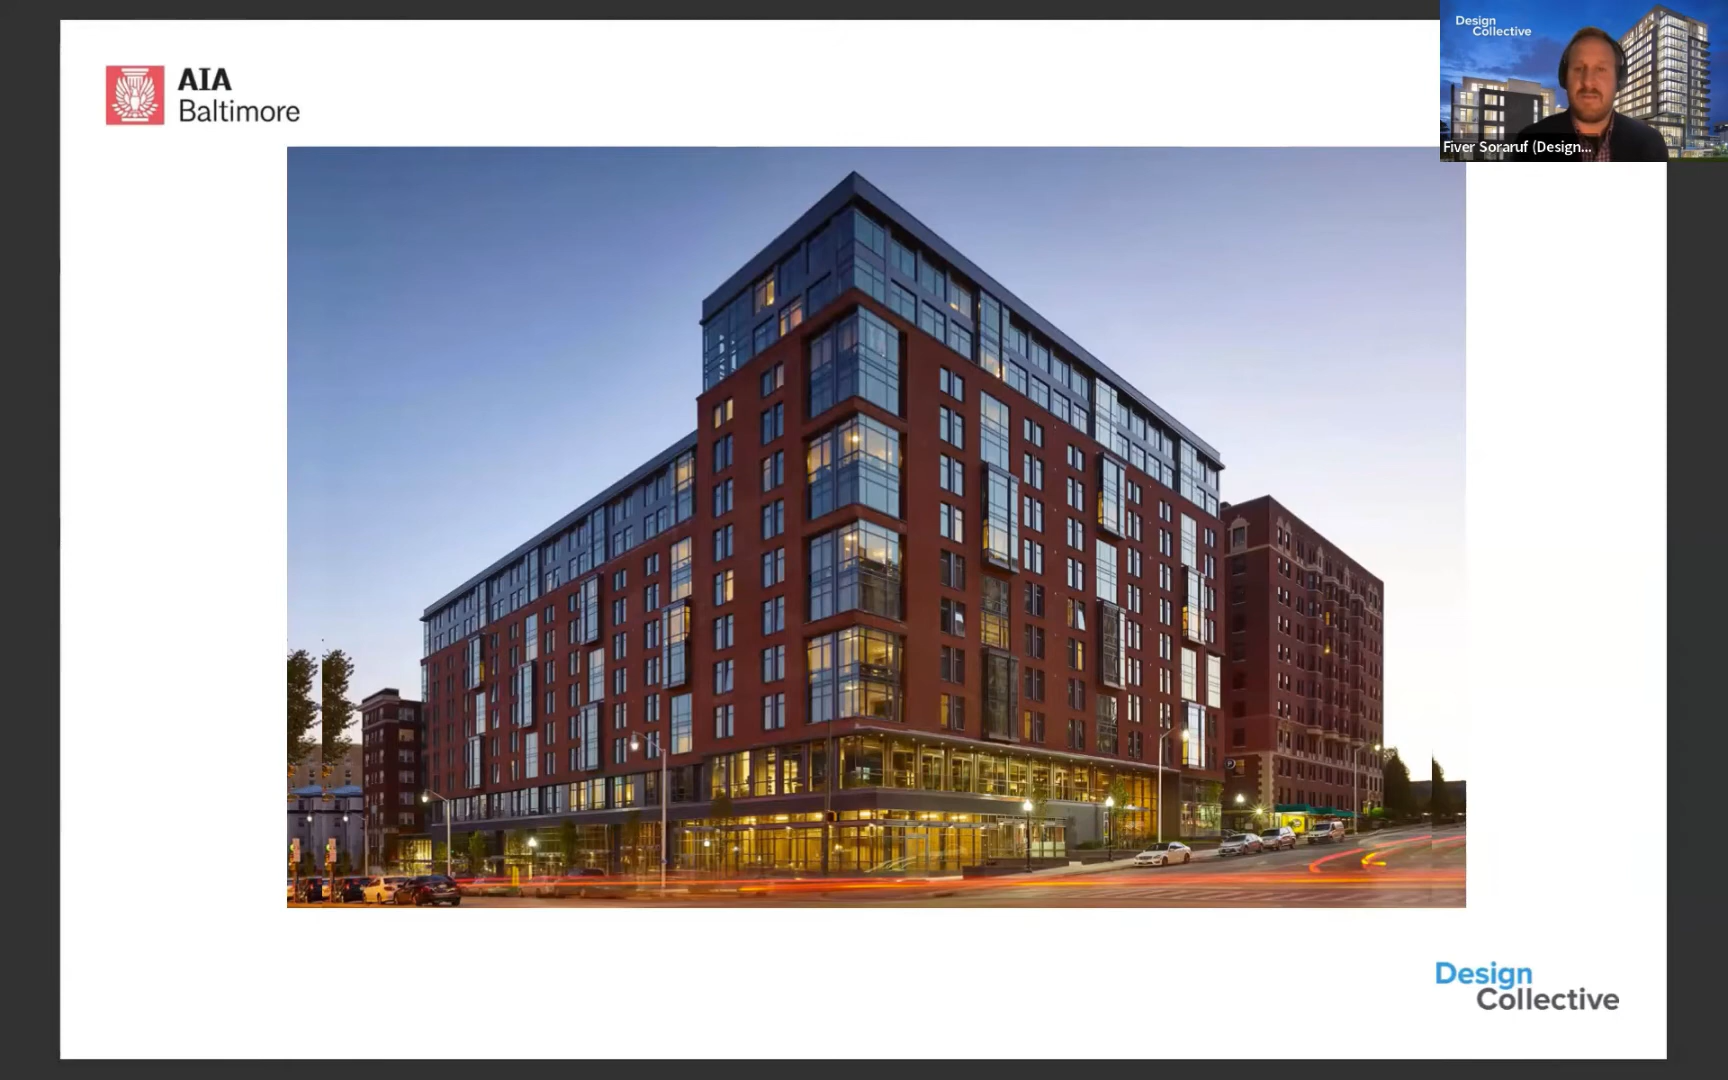 AIA
Baltimore
Design
Collective
Fiver Soraruf (Design...
Design
Collective